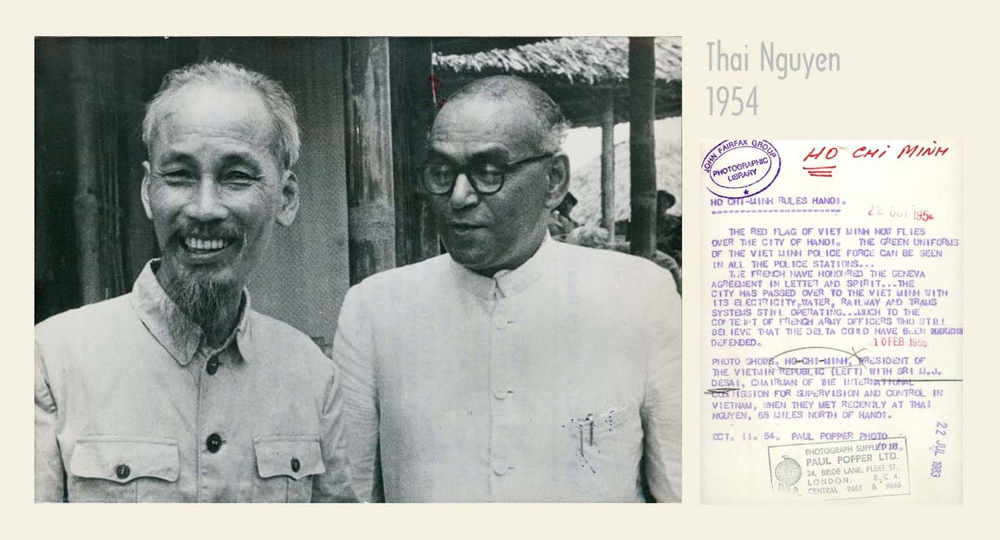 Thai Nguyen
1954
JOHN FAIRFAX GROUP
PHOTOGRAPHIC
LIBRARY
HO CHI MINH
HO CHI-MINH RULES HANOI.
22 OCT 1954
THE RED FLAG OF VIET MINH NOW FLIES
OVER THE CITY OF HANOI. THE GREEN UNIFORMS
OF THE VIET MINH POLICE FORCE CAN BE SEEN
IN ALL THE POLICE STATIONS...
THE FRENCH HAVE HONOURED THE GENEVA
AGREEMENT IN LETTER AND SPIRIT...THE
CITY HAS PASSED OVER TO THE VIET MINH WITH
ITS ELECTRICITY,WATER, RAILWAY AND TRAMS
SYSTEMS STILL OPERATING...MUCH TO THE
CONTEMPT OF FRENCH ARMY OFFICERS WHO STILL
BELIEVE THAT THE DELTA COULD HAVE BEEN
DEFENDED.
10 FEB 1955
PHOTO SHOWS. HO-CHI-MINH, PRESIDENT OF
THE VIETMIN REPUBLIC (LEFT) WITH SRI M.J.
DESAI, CHAIRMAN OF THE INTERNATIONAL
COMMISSION FOR SUPERVISION AND CONTROL IN
VIETNAM, WHEN THEY MET RECENTLY AT THAI
NGUYEN, 65 MILES NORTH OF HANOI.
OCT. 11. 54. PAUL POPPER PHOTO
PHOTOGRAPH SUPPLIED BY
PAUL POPPER LTD.
24, BRIDE LANE, FLEET ST.,
LONDON, E.C.4.
CENTRAL 9665 & 9666
22 JUL 1983